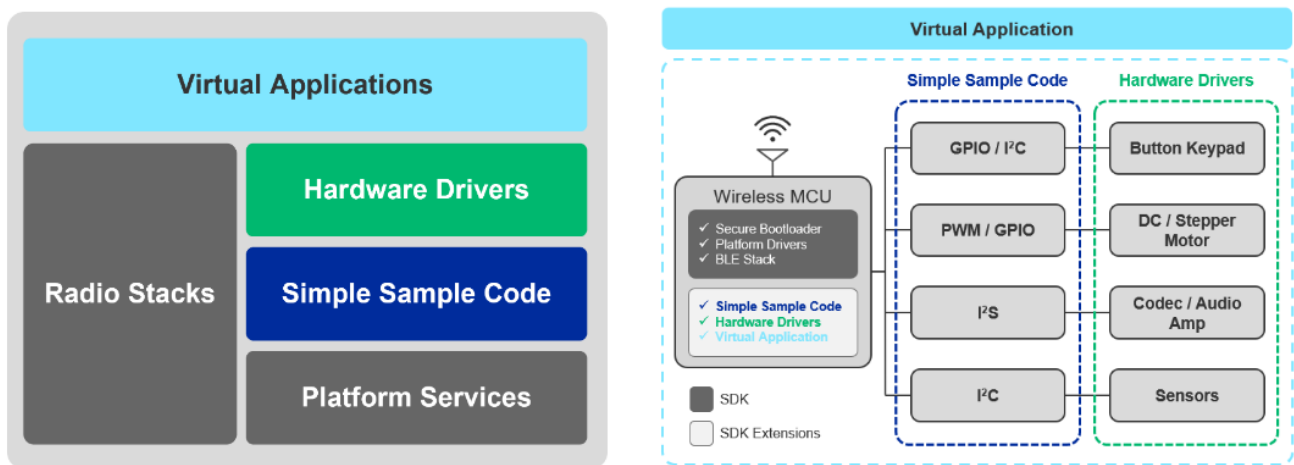 Virtual Applications
Hardware Drivers
Radio Stacks
Simple Sample Code
Platform Services
Virtual Application
Simple Sample Code
Hardware Drivers
GPIO / I²C
Button Keypad
Wireless MCU
✓ Secure Bootloader
✓ Platform Drivers
✓ BLE Stack
PWM / GPIO
DC / Stepper
Motor
✓ Simple Sample Code
✓ Hardware Drivers
✓ Virtual Application
I²S
Codec / Audio
Amp
SDK
SDK Extensions
I²C
Sensors